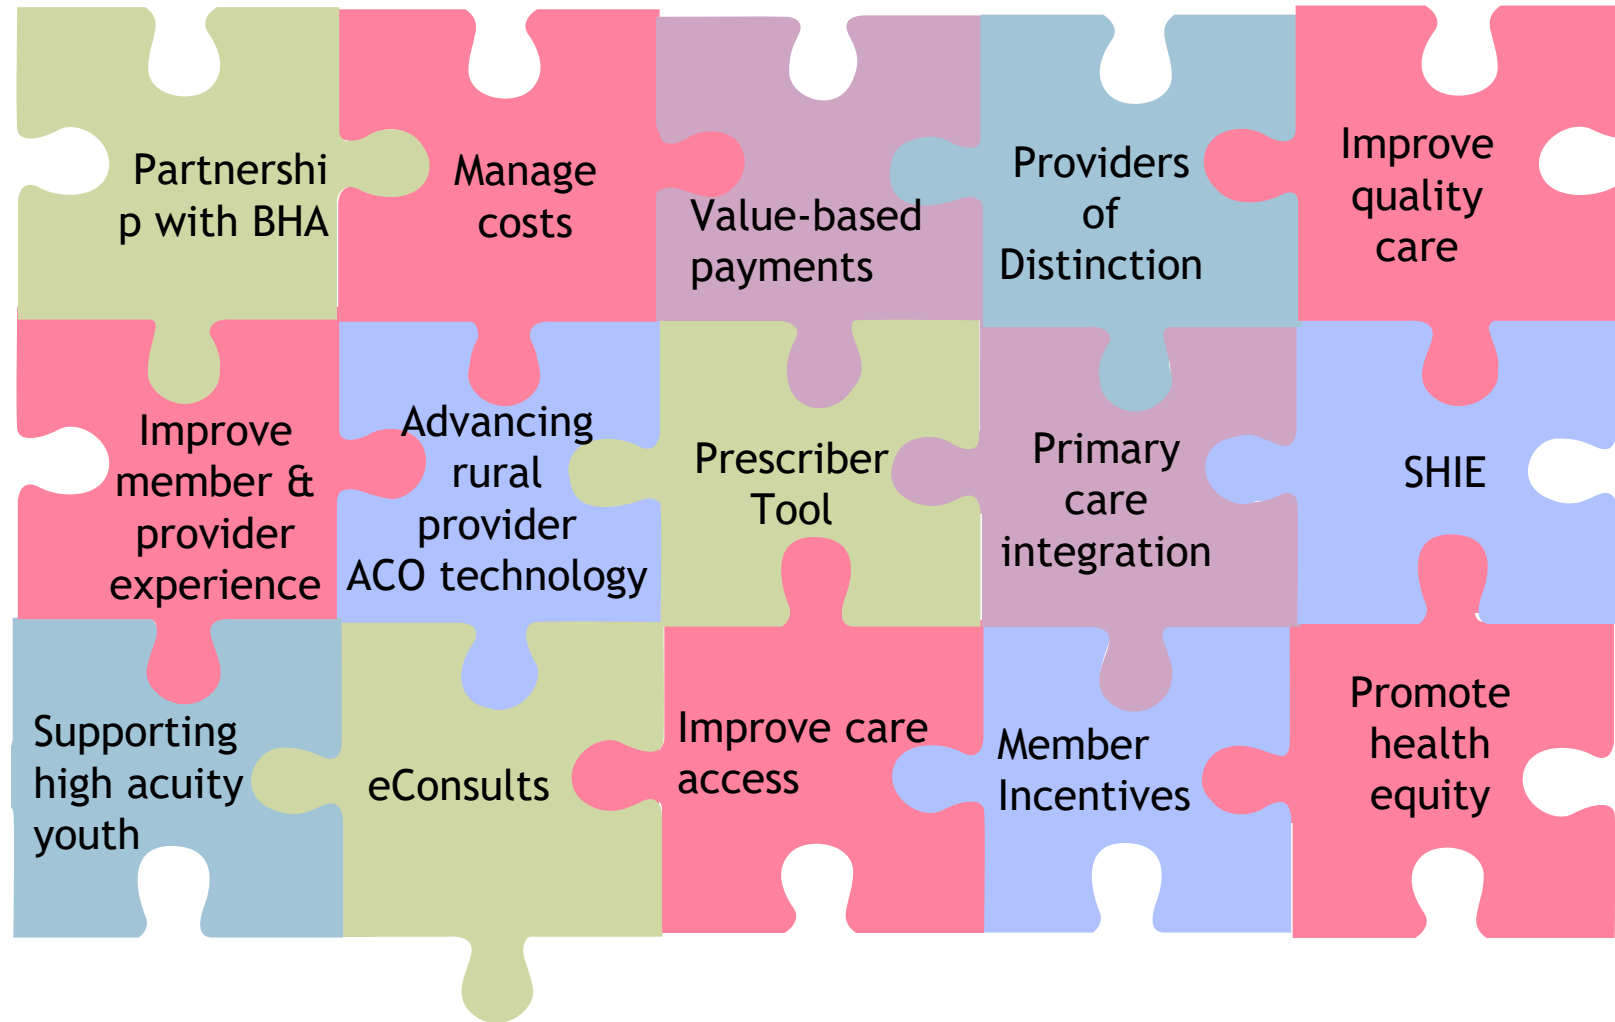 Partnershi
p with BHA
Manage
costs
Value-based
payments
Providers
of
Distinction
Improve
quality
care
Improve
member &
provider
experience
Advancing
rural
provider
ACO technology
Prescriber
Tool
Primary
care
integration
SHIE
Supporting
high acuity
youth
eConsults
Improve care
access
Member
Incentives
Promote
health
equity